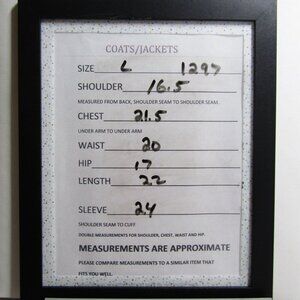 COATS/JACKETS
SIZE L 1297
SHOULDER 16.5
MEASURED FROM BACK, SHOULDER SEAM TO SHOULDER SEAM.
CHEST 21.5
UNDER ARM TO UNDER ARM
WAIST 20
HIP 17
LENGTH 22
SLEEVE 24
SHOULDER SEAM TO CUFF
DOUBLE MEASUREMENTS FOR SHOULDER, CHEST, WAIST AND HIP.
MEASUREMENTS ARE APPROXIMATE
PLEASE COMPARE MEASUREMENTS TO A SIMILAR ITEM THAT
FITS YOU WELL.